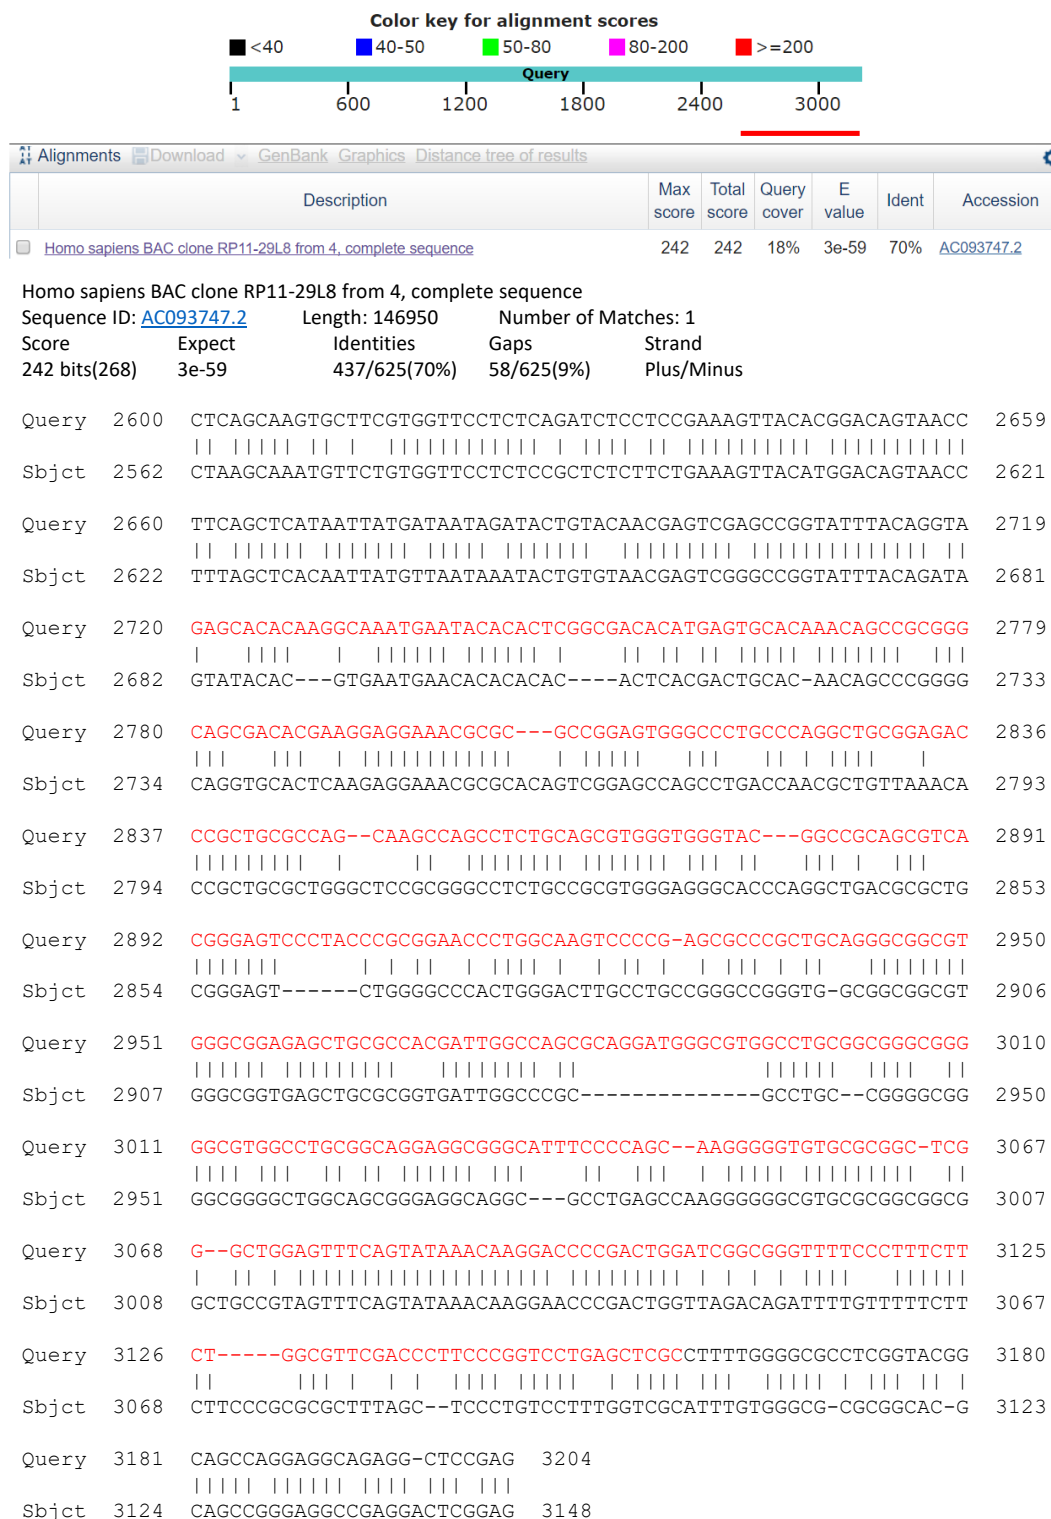 Color key for alignment scores
<40 40-50 50-80 80-200 >=200
Query
1 600 1200 1800 2400 3000
Alignments Download GenBank Graphics Distance tree of results
Description Max score Total score Query cover E value Ident Accession
Homo sapiens BAC clone RP11-29L8 from 4, complete sequence 242 242 18% 3e-59 70% AC093747.2
Homo sapiens BAC clone RP11-29L8 from 4, complete sequence
Sequence ID: AC093747.2 Length: 146950 Number of Matches: 1
Score Expect Identities Gaps Strand
242 bits(268) 3e-59 437/625(70%) 58/625(9%) Plus/Minus
Query 2600 CTCAGCAAGTGCTTCGTGGTTCCTCTCAGATCTCCTCCGAAAGTTACACGGACAGTAACC 2659
Sbjct 2562 CTAAGCAAATGTTCTGTGGTTCCTCTCCGCTCTCTTCTGAAAGTTACATGGACAGTAACC 2621
Query 2660 TTCAGCTCATAATTATGATAATAGATACTGTACAACGAGTCGAGCCGGTATTTACAGGTA 2719
Sbjct 2622 TTTAGCTCACAATTATGTTAATAAATACTGTGTAACGAGTCGGGCCGGTATTTACAGATA 2681
Query 2720 GAGCACACAAGGCAAATGAATACACACTCGGCGACACATGAGTGCACAAACAGCCGCGGG 2779
Sbjct 2682 GTATACAC---GTGAATGAACACACACAC----ACTCACGACTGCAC-AACAGCCCGGGG 2733
Query 2780 CAGCGACACGAAGGAGGAAACGCGC---GCCGGAGTGGGCCCTGCCCAGGCTGCGGAGAC 2836
Sbjct 2734 CAGGTGCACTCAAGAGGAAACGCGCACAGTCGGAGCCAGCCTGACCAACGCTGTTAAACA 2793
Query 2837 CCGCTGCGCCAG--CAAGCCAGCCTCTGCAGCGTGGGTGGGTAC---GGCCGCAGCGTCA 2891
Sbjct 2794 CCGCTGCGCTGGGCTCCGCGGGCCTCTGCCGCGTGGGAGGGCACCCAGGCTGACGCGCTG 2853
Query 2892 CGGGAGTCCCTACCCGCGGAACCCTGGCAAGTCCCCG-AGCGCCCGCTGCAGGGCGGCGT 2950
Sbjct 2854 CGGGAGT------CTGGGGCCCACTGGGACTTGCCTGCCGGGCCGGGTG-GCGGCGGCGT 2906
Query 2951 GGGCGGAGAGCTGCGCCACGATTGGCCAGCGCAGGATGGGCGTGGCCTGCGGCGGGCGGG 3010
Sbjct 2907 GGGCGGTGAGCTGCGCGGTGATTGGCCCGC--------------GCCTGC--CGGGGCGG 2950
Query 3011 GGCGTGGCCTGCGGCAGGAGGCGGGCATTTCCCCAGC--AAGGGGGTGTGCGCGGC-TCG 3067
Sbjct 2951 GGCGGGGCTGGCAGCGGGAGGCAGGC---GCCTGAGCCAAGGGGGGCGTGCGCGGCGGCG 3007
Query 3068 G--GCTGGAGTTTCAGTATAAACAAGGACCCCGACTGGATCGGCGGGTTTTCCCTTTCTT 3125
Sbjct 3008 GCTGCCGTAGTTTCAGTATAAACAAGGAACCCGACTGGTTAGACAGATTTTGTTTTTCTT 3067
Query 3126 CT-----GGCGTTCGACCCTTCCCGGTCCTGAGCTCGCCTTTTGGGGCGCCTCGGTACGG 3180
Sbjct 3068 CTTCCCGCGCGCTTTAGC--TCCCTGTCCTTTGGTCGCATTTGTGGGCG-CGCGGCAC-G 3123
Query 3181 CAGCCAGGAGGCAGAGG-CTCCGAG 3204
Sbjct 3124 CAGCCGGGAGGCCGAGGACTCGGAG 3148